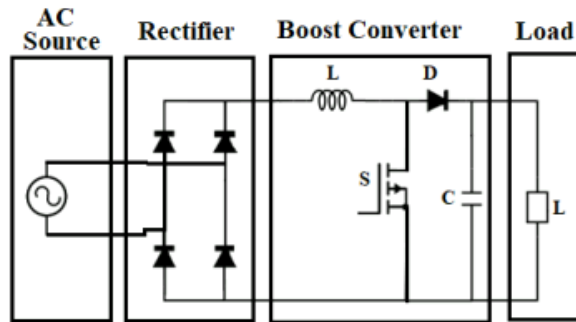 AC
Source
Rectifier
Boost Converter
Load
L
D
S
C
L